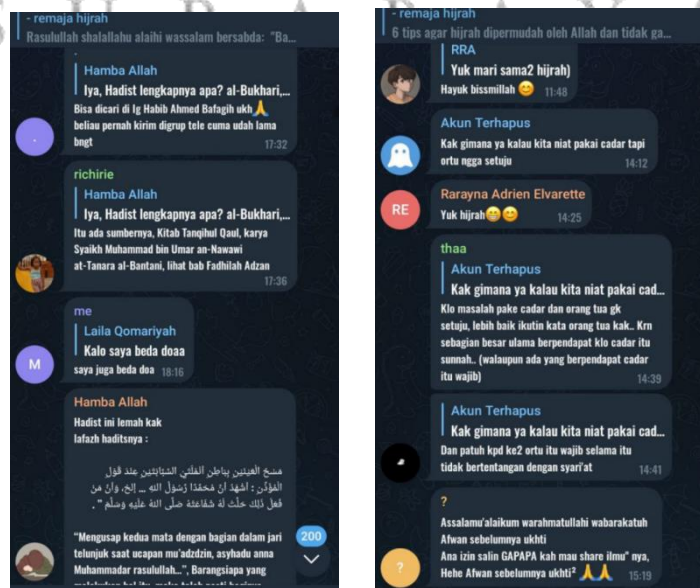 - remaja hijrah
Rasulullah shalallahu alaihi wassalam bersabda: "Ba...
Hamba Allah
Iya, Hadist lengkapnya apa? al-Bukhari,...
Bisa dicari di Ig Habib Ahmed Bafagih ukh🙏
beliau pernah kirim digrup tele cuma udah lama
bngt
17:32
richirie
Hamba Allah
Iya, Hadist lengkapnya apa? al-Bukhari,...
Itu ada sumbernya, Kitab Tanqihul Qaul, karya
Syaikh Muhammad bin Umar an-Nawawi
at-Tanara al-Bantani, lihat bab Fadhilah Adzan
17:36
me
Laila Qomariyah
Kalo saya beda doaa
saya juga beda doa 18:16
M
Hamba Allah
Hadist ini lemah kak
lafazh haditsnya :
مَسْحُ الْعَيْنَيْنِ بِبَاطِنِ أَنْمُلَتَيِ السَّبَّابَتَيْنِ عِنْدَ قَوْلِ
الْمُؤَذِّنِ : أَشْهَدُ أَنَّ مُحَمَّدًا رَسُوْلُ اللهِ ... إلخ، وَأَنَّ مَنْ
فَعَلَ ذَلِكَ حَلَّتْ لَهُ شَفَاعَتُهُ صَلَّى اللهُ عَلَيْهِ وَسَلَّمَ " .
"Mengusap kedua mata dengan bagian dalam jari
telunjuk saat ucapan mu'adzdzin, asyhadu anna
Muhammadar rasulullah...", Barangsiapa yang
200
- remaja hijrah
6 tips agar hijrah dipermudah oleh Allah dan tidak ga...
RRA
Yuk mari sama2 hijrah)
Hayuk bissmillah 😊 11:48
Akun Terhapus
Kak gimana ya kalau kita niat pakai cadar tapi
ortu ngga setuju
14:12
RE
Rarayna Adrien Elvarette
Yuk hijrah😁😊 14:25
thaa
Akun Terhapus
Kak gimana ya kalau kita niat pakai cad...
Klo masalah pake cadar dan orang tua gk
setuju, lebih baik ikutin kata orang tua kak.. Krn
sebagian besar ulama berpendapat klo cadar itu
sunnah.. (walaupun ada yang berpendapat cadar
itu wajib)
14:39
Akun Terhapus
Kak gimana ya kalau kita niat pakai cad...
Dan patuh kpd ke2 ortu itu wajib selama itu
tidak bertentangan dengan syari'at
14:41
?
?
Assalamu'alaikum warahmatullahi wabarakatuh
Afwan sebelumnya ukhti
Ana izin salin GAPAPA kah mau share ilmu" nya,
Hehe Afwan sebelumnya ukhti² 🙏🙏 15:19